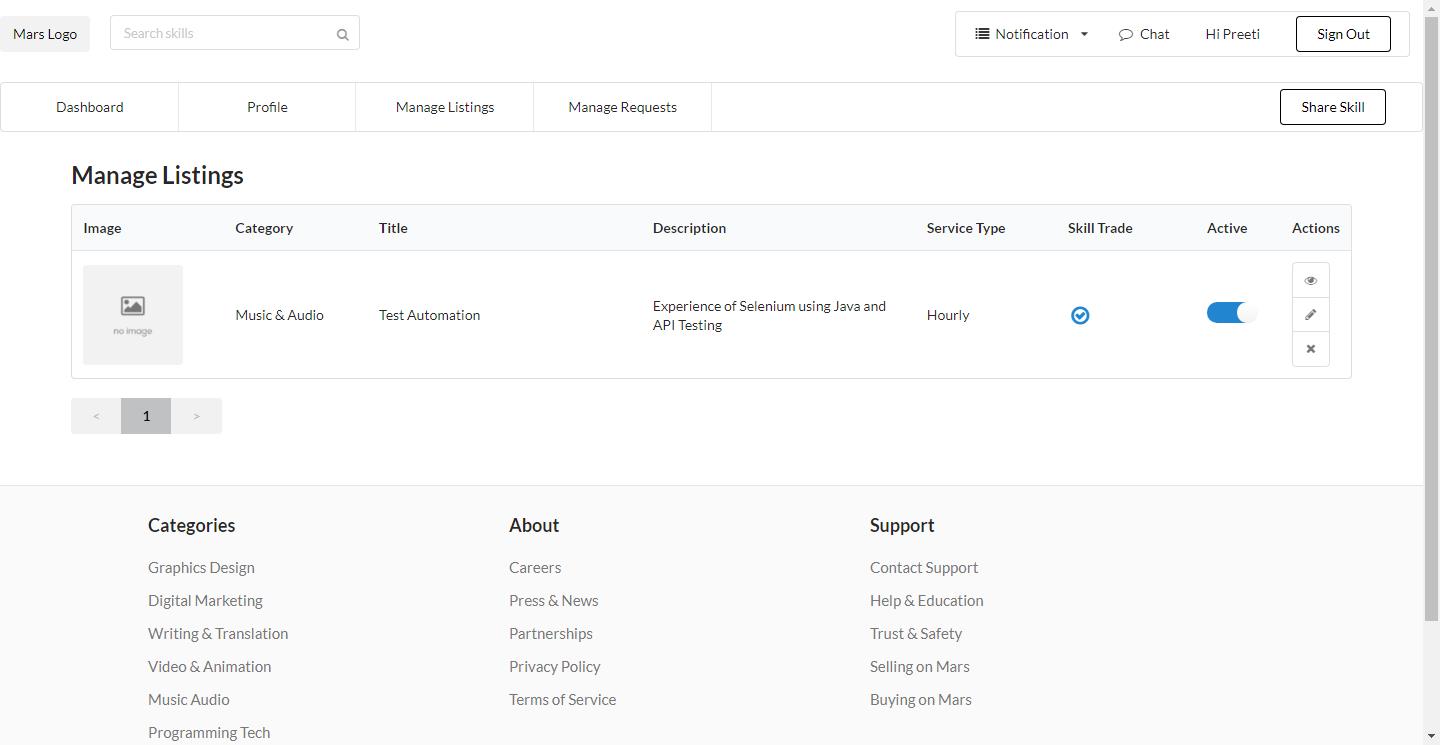 Mars Logo
Search skills
Notification
Chat
Hi Preeti
Sign Out
Dashboard
Profile
Manage Listings
Manage Requests
Share Skill
Manage Listings
Image
Category
Title
Description
Service Type
Skill Trade
Active
Actions
no image
Music & Audio
Test Automation
Experience of Selenium using Java and
API Testing
Hourly
<
1
>
Categories
Graphics Design
Digital Marketing
Writing & Translation
Video & Animation
Music Audio
Programming Tech
About
Careers
Press & News
Partnerships
Privacy Policy
Terms of Service
Support
Contact Support
Help & Education
Trust & Safety
Selling on Mars
Buying on Mars